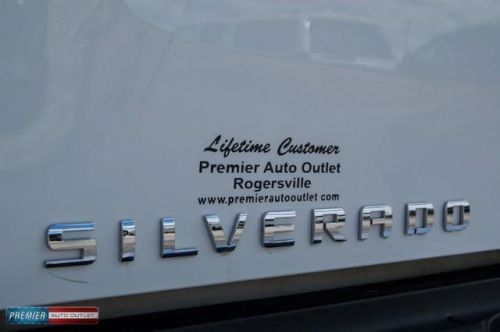 Lifetime Customer
Premier Auto Outlet
Rogersville
www.premierautooutlet.com
SILVERADO
PREMIER AUTO OUTLET